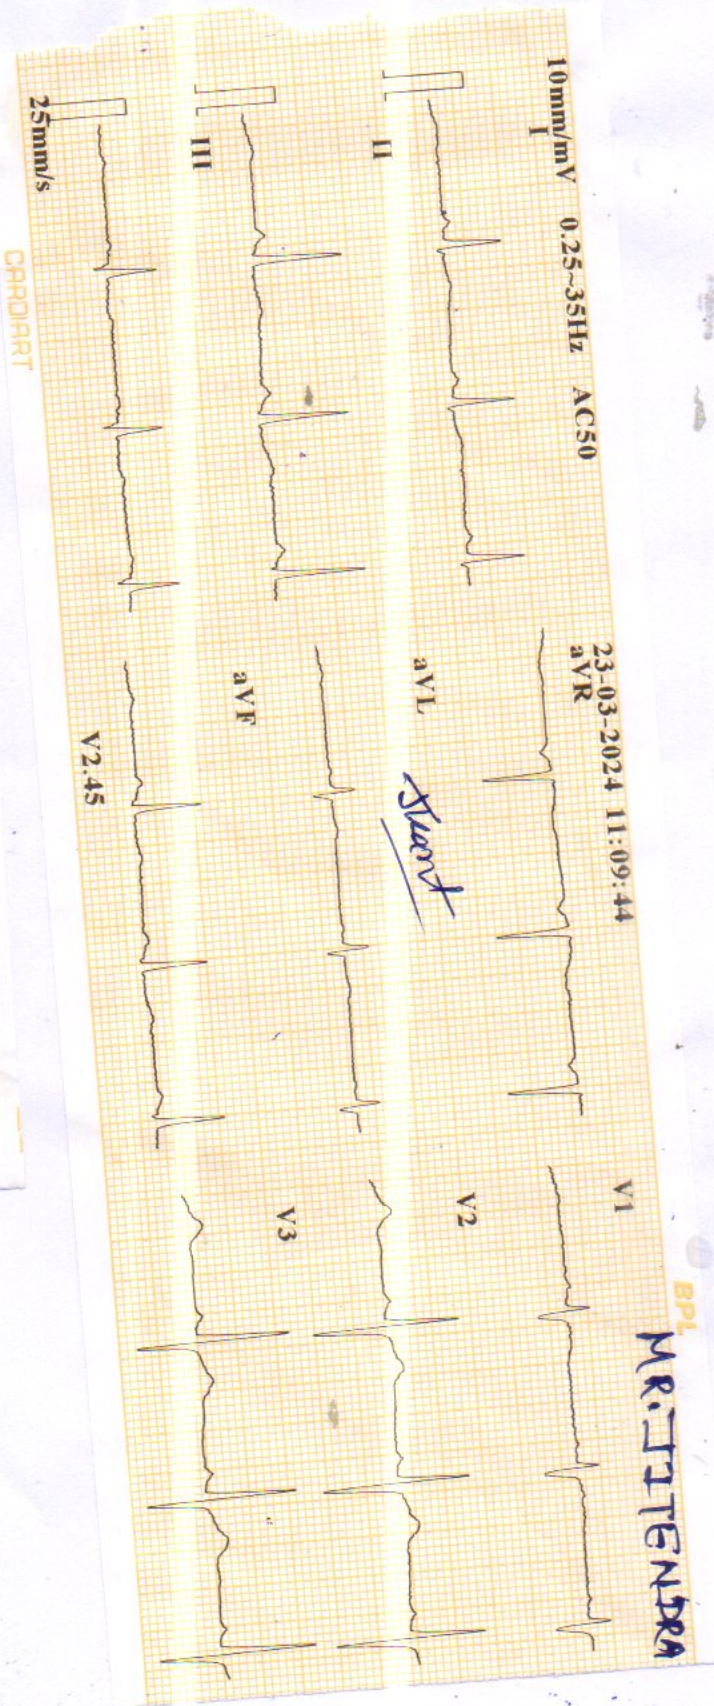 10mm/mV 0.25~35Hz AC50
23-03-2024 11:09:44
BPL
MR. JITENDRA
I
II
III
25mm/s
CARDIART
aVR
aVL
aVF
V2.45
V1
V2
V3